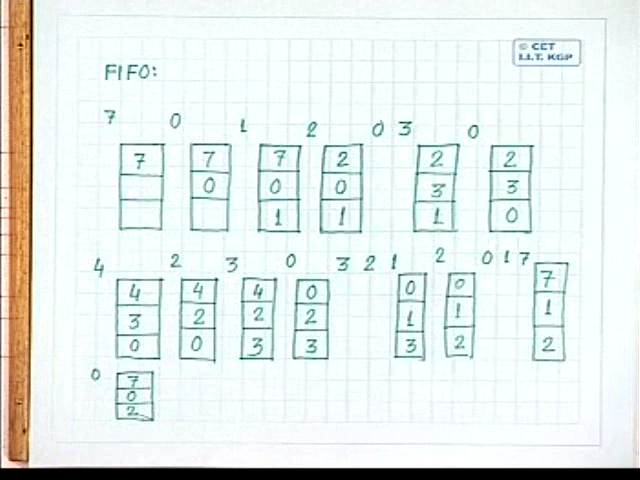 © CET
I.I.T. KGP
FIFO:
7 0 1 2 0 3 0
7 7 7 2 2 2
0 0 0 3 3
1 1 1 0
4 2 3 0 3 2 1 2 0 1 7
4 4 4 0 0 0 7
3 2 2 2 1 1 1
0 0 3 3 3 2 2
0
7
0
2